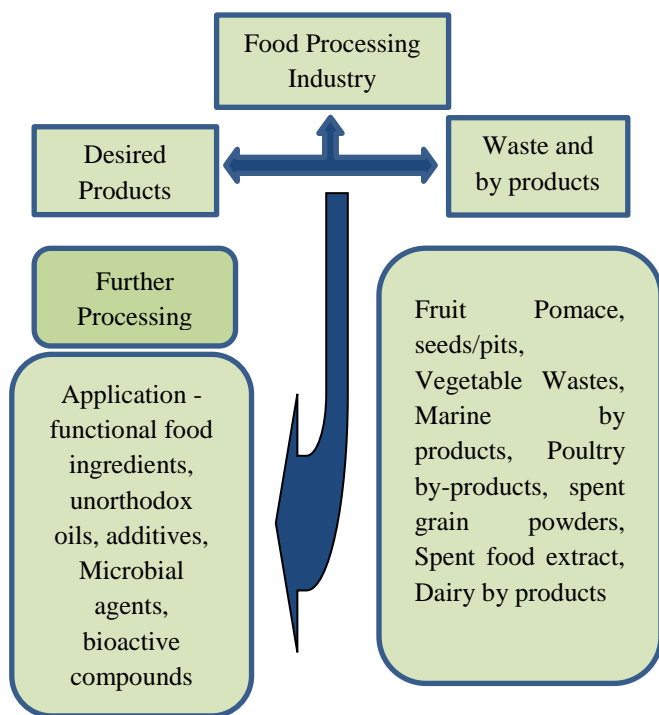 Food Processing
Industry
Desired
Products
Waste and
by products
Further
Processing
Application -
functional food
ingredients,
unorthodox
oils, additives,
Microbial
agents,
bioactive
compounds
Fruit Pomace,
seeds/pits,
Vegetable Wastes,
Marine by
products, Poultry
by-products, spent
grain powders,
Spent food extract,
Dairy by products